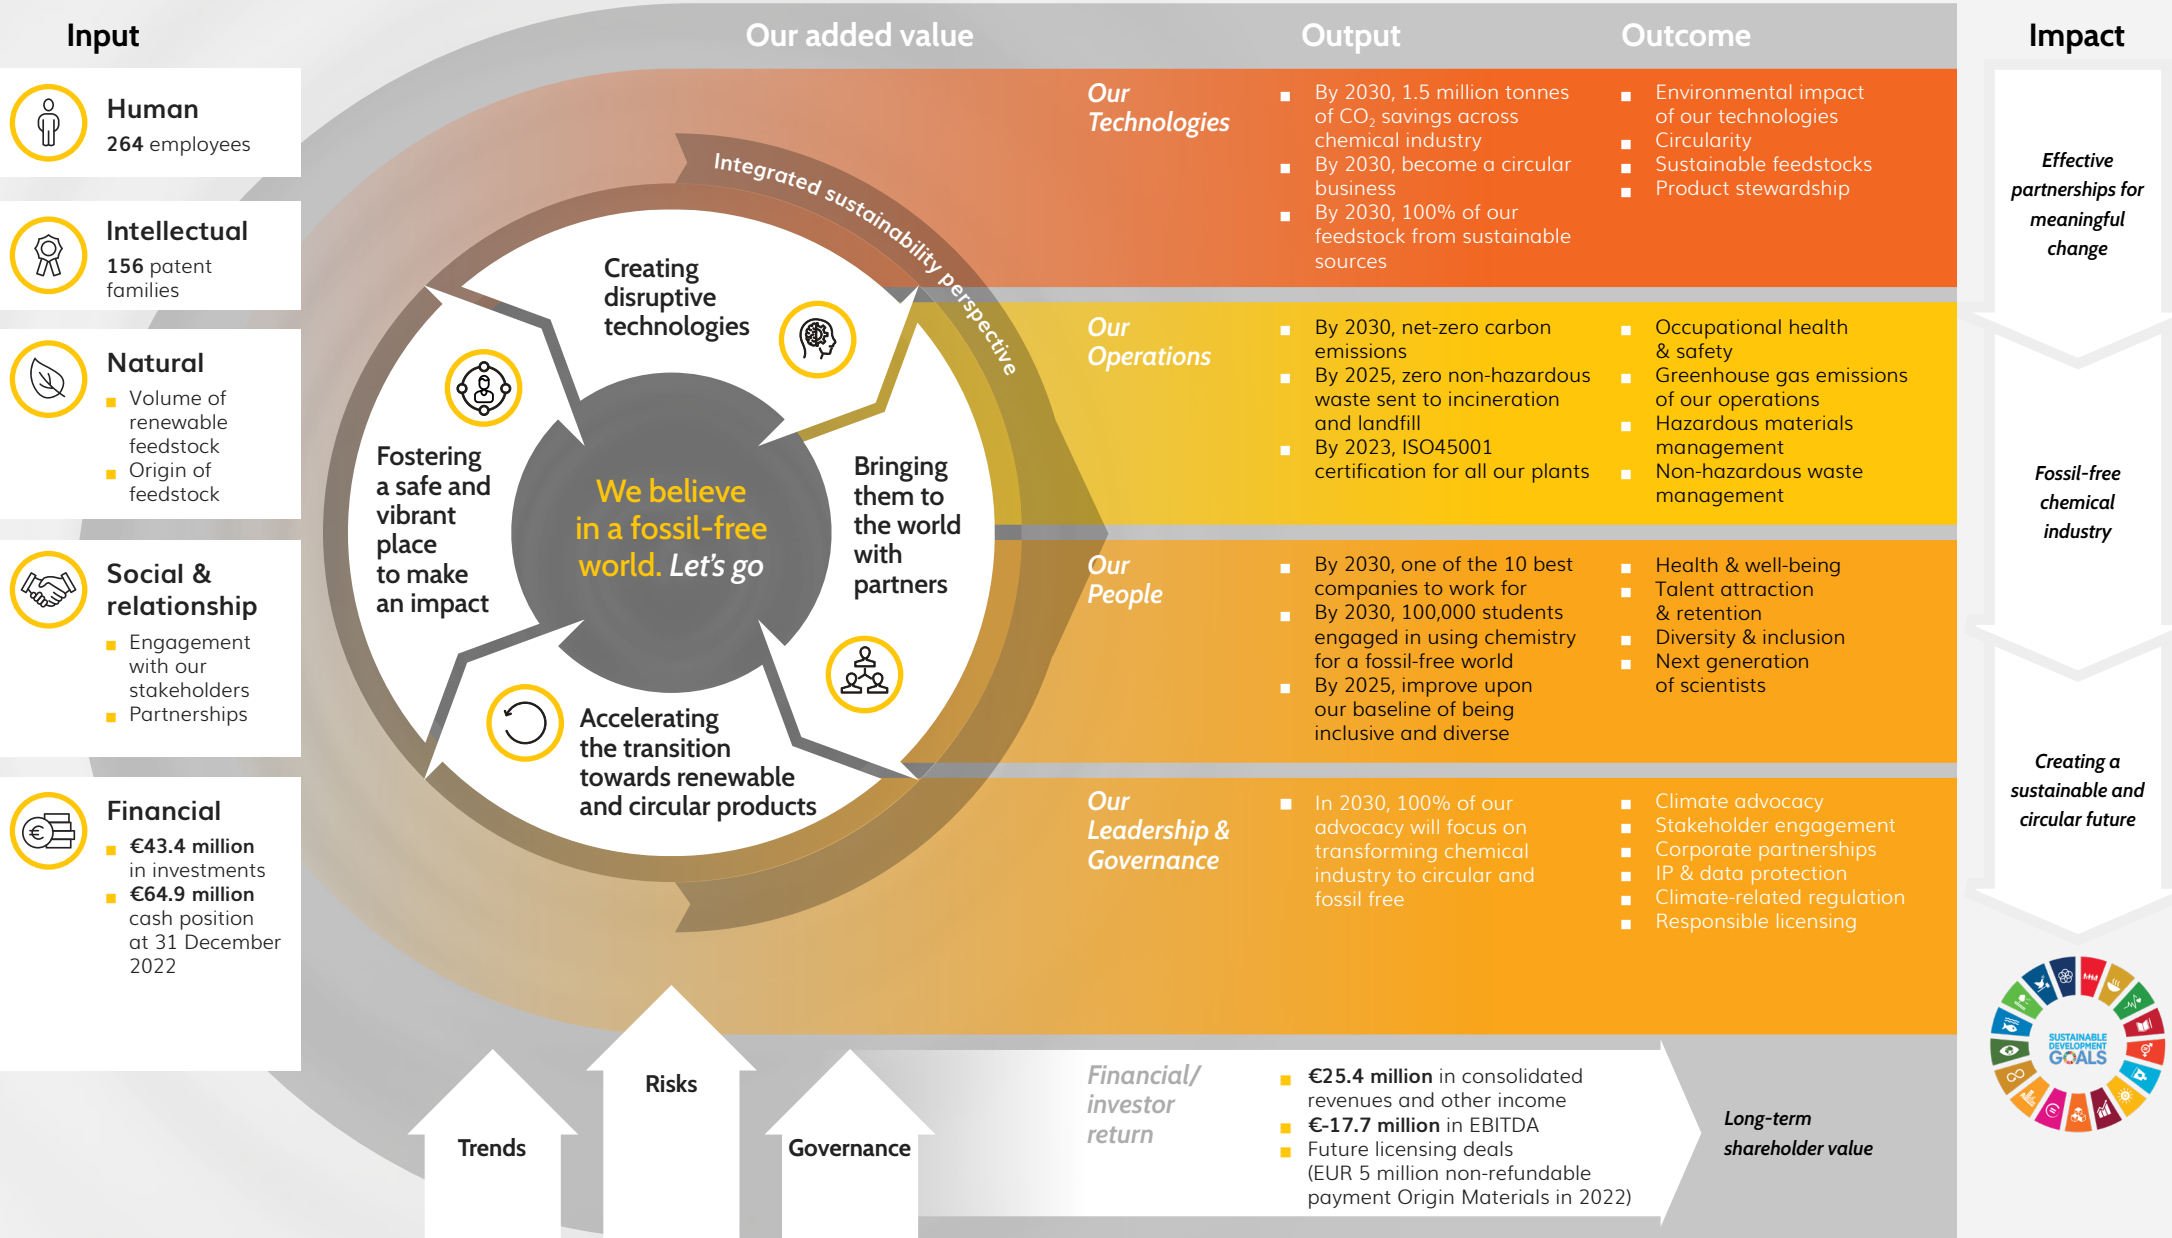 Input
Our added value
Output
Outcome
Impact
Human
264 employees
Intellectual
156 patent
families
Natural
Volume of
renewable
feedstock
Origin of
feedstock
Social &
relationship
Engagement
with our
stakeholders
Partnerships
Financial
€43.4 million
in investments
€64.9 million
cash position
at 31 December
2022
Integrated sustainability perspective
Creating
disruptive
technologies
Fostering
a safe and
vibrant
place
to make
an impact
We believe
in a fossil-free
world. Let's go
Bringing
them to
the world
with
partners
Accelerating
the transition
towards renewable
and circular products
Trends
Risks
Governance
Our
Technologies
By 2030, 1.5 million tonnes
of CO₂ savings across
chemical industry
By 2030, become a circular
business
By 2030, 100% of our
feedstock from sustainable
sources
Environmental impact
of our technologies
Circularity
Sustainable feedstocks
Product stewardship
Our
Operations
By 2030, net-zero carbon
emissions
By 2025, zero non-hazardous
waste sent to incineration
and landfill
By 2023, ISO45001
certification for all our plants
Occupational health
& safety
Greenhouse gas emissions
of our operations
Hazardous materials
management
Non-hazardous waste
management
Our
People
By 2030, one of the 10 best
companies to work for
By 2030, 100,000 students
engaged in using chemistry
for a fossil-free world
By 2025, improve upon
our baseline of being
inclusive and diverse
Health & well-being
Talent attraction
& retention
Diversity & inclusion
Next generation
of scientists
Our
Leadership &
Governance
In 2030, 100% of our
advocacy will focus on
transforming chemical
industry to circular and
fossil free
Climate advocacy
Stakeholder engagement
Corporate partnerships
IP & data protection
Climate-related regulation
Responsible licensing
Financial/
investor
return
€25.4 million in consolidated
revenues and other income
€-17.7 million in EBITDA
Future licensing deals
(EUR 5 million non-refundable
payment Origin Materials in 2022)
Long-term
shareholder value
Effective
partnerships for
meaningful
change
Fossil-free
chemical
industry
Creating a
sustainable and
circular future
SUSTAINABLE
DEVELOPMENT
GOALS